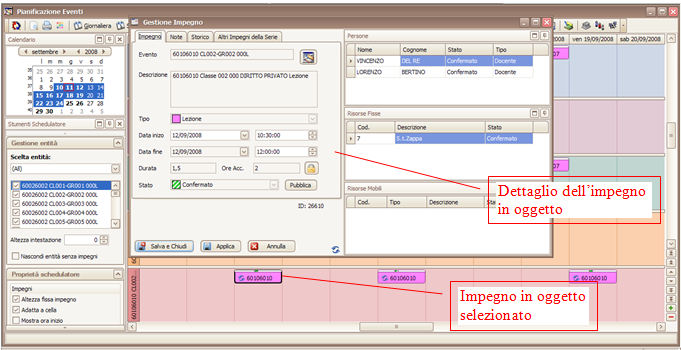 Pianificazione Eventi
Giornaliera
Calendario
settembre 2008
35 25 26 27 28 29 30 31
36 1 2 3 4 5 6 7
37 8 9 10 11 12 13 14
38 15 16 17 18 19 20 21
39 22 23 24 25 26 27 28
40 29 30 1 2 3 4 5
Strumenti Schedulatore
Gestione entità
Scelta entità:
(All)
60026002 CL001-GR001 000L
60026002 CL002-GR002 000L
60026002 CL003-GR003 000L
60026002 CL004-GR004 000L
60026002 CL005-GR005 000L
Altezza intestazione 0
Nascondi entità senza impegni
Proprietà schedulatore
Impegni
Altezza fissa impegno
Adatta a cella
Mostra ora inizio
Gestione Impegno
Impegno Note Storico Altri Impegni della Serie
Evento 60106010 CL002-GR002 000L
Descrizione 60106010 Classe 002 000 DIRITTO PRIVATO Lezione
Tipo Lezione
Data inizo 12/09/2008 10:30:00
Data fine 12/09/2008 12:00:00
Durata 1,5 Ore Acc. 2
Stato Confermato Pubblica
ID: 26610
Salva e Chiudi Applica Annulla
Persone
Nome Cognome Stato Tipo
VINCENZO DEL RE Confermato Docente
LORENZO BERTINO Confermato Docente
Risorse Fisse
Cod. Descrizione Stato
7 S.t.Zappa Confermato
Risorse Mobili
Cod. Tipo Descrizione
2008 ven 19/09/2008 sab 20/09/2008
Dettaglio dell'impegno
in oggetto
60106010 CL002 ...
60106010 60106010 60106010
Impegno in oggetto
selezionato